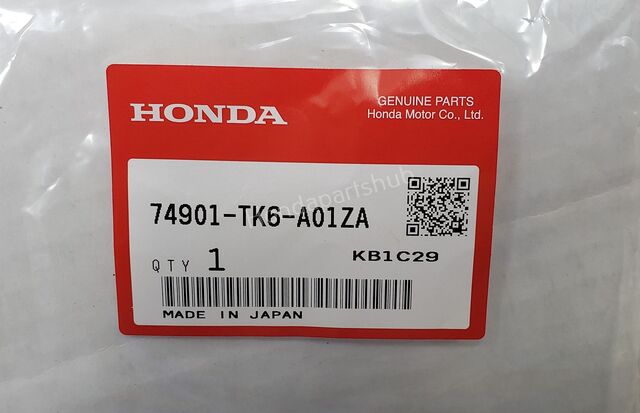 HONDA
GENUINE PARTS
Honda Motor Co., Ltd.
74901-TK6-A01ZA
QTY 1
KB1C29
MADE IN JAPAN